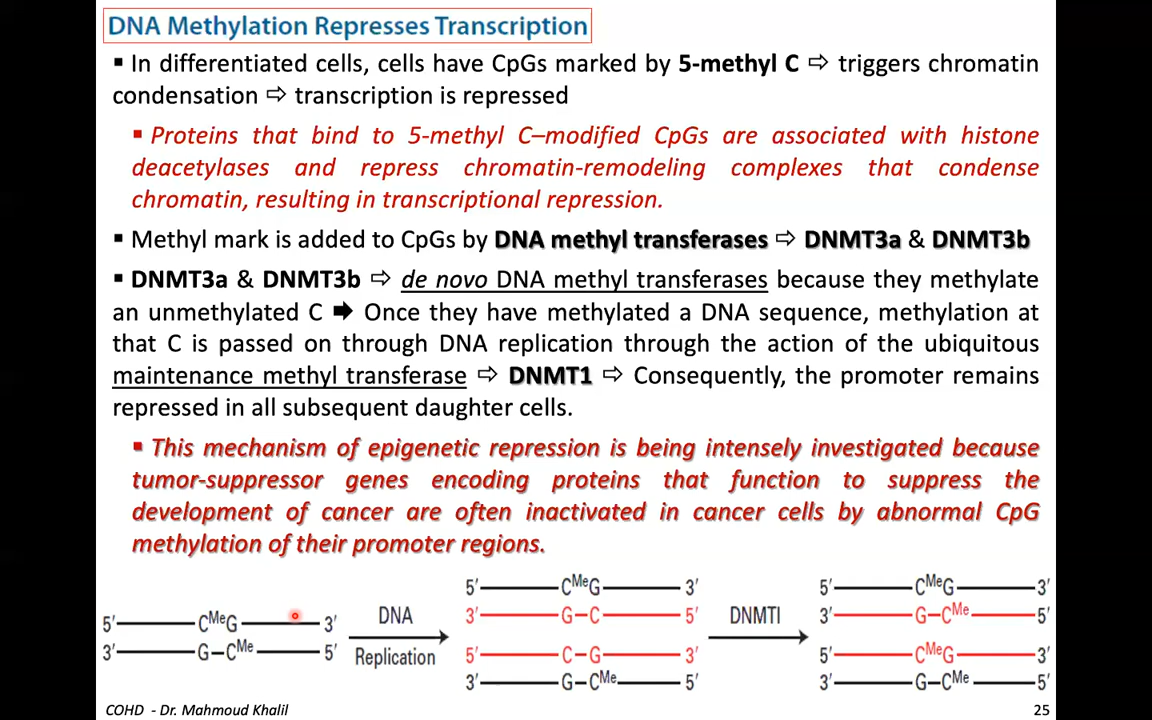 DNA Methylation Represses Transcription
▪ In differentiated cells, cells have CpGs marked by 5-methyl C ⇨ triggers chromatin
condensation ⇨ transcription is repressed
▪ Proteins that bind to 5-methyl C–modified CpGs are associated with histone
deacetylases and repress chromatin-remodeling complexes that condense
chromatin, resulting in transcriptional repression.
▪ Methyl mark is added to CpGs by DNA methyl transferases ⇨ DNMT3a & DNMT3b
▪ DNMT3a & DNMT3b ⇨ de novo DNA methyl transferases because they methylate
an unmethylated C ➡ Once they have methylated a DNA sequence, methylation at
that C is passed on through DNA replication through the action of the ubiquitous
maintenance methyl transferase ⇨ DNMT1 ⇨ Consequently, the promoter remains
repressed in all subsequent daughter cells.
▪ This mechanism of epigenetic repression is being intensely investigated because
tumor-suppressor genes encoding proteins that function to suppress the
development of cancer are often inactivated in cancer cells by abnormal CpG
methylation of their promoter regions.
5′ CMeG 3′
3′ G–CMe 5′
DNA
Replication
5′ CMeG 3′
3′ G–C 5′
5′ C–G 3′
3′ G–CMe 5′
DNMTI
5′ CMeG 3′
3′ G–CMe 5′
5′ CMeG 3′
3′ G–CMe 5′
COHD - Dr. Mahmoud Khalil
25